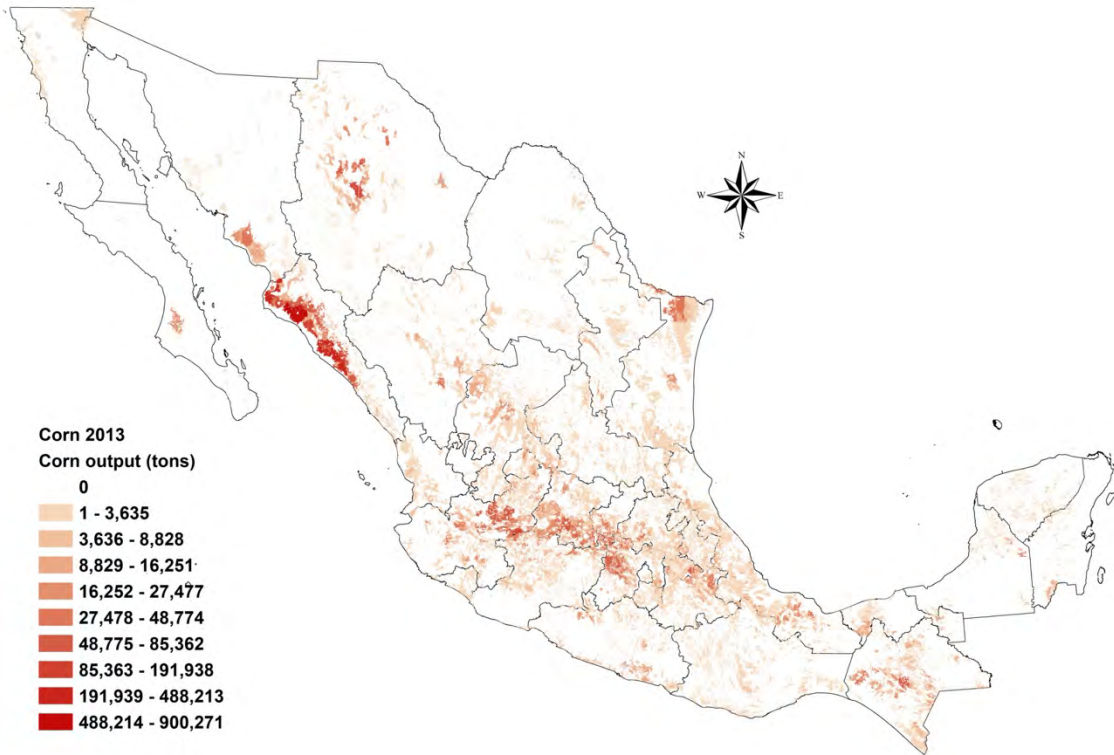 N
W
E
S
Corn 2013
Corn output (tons)
0
1 - 3,635
3,636 - 8,828
8,829 - 16,251
16,252 - 27,477
27,478 - 48,774
48,775 - 85,362
85,363 - 191,938
191,939 - 488,213
488,214 - 900,271